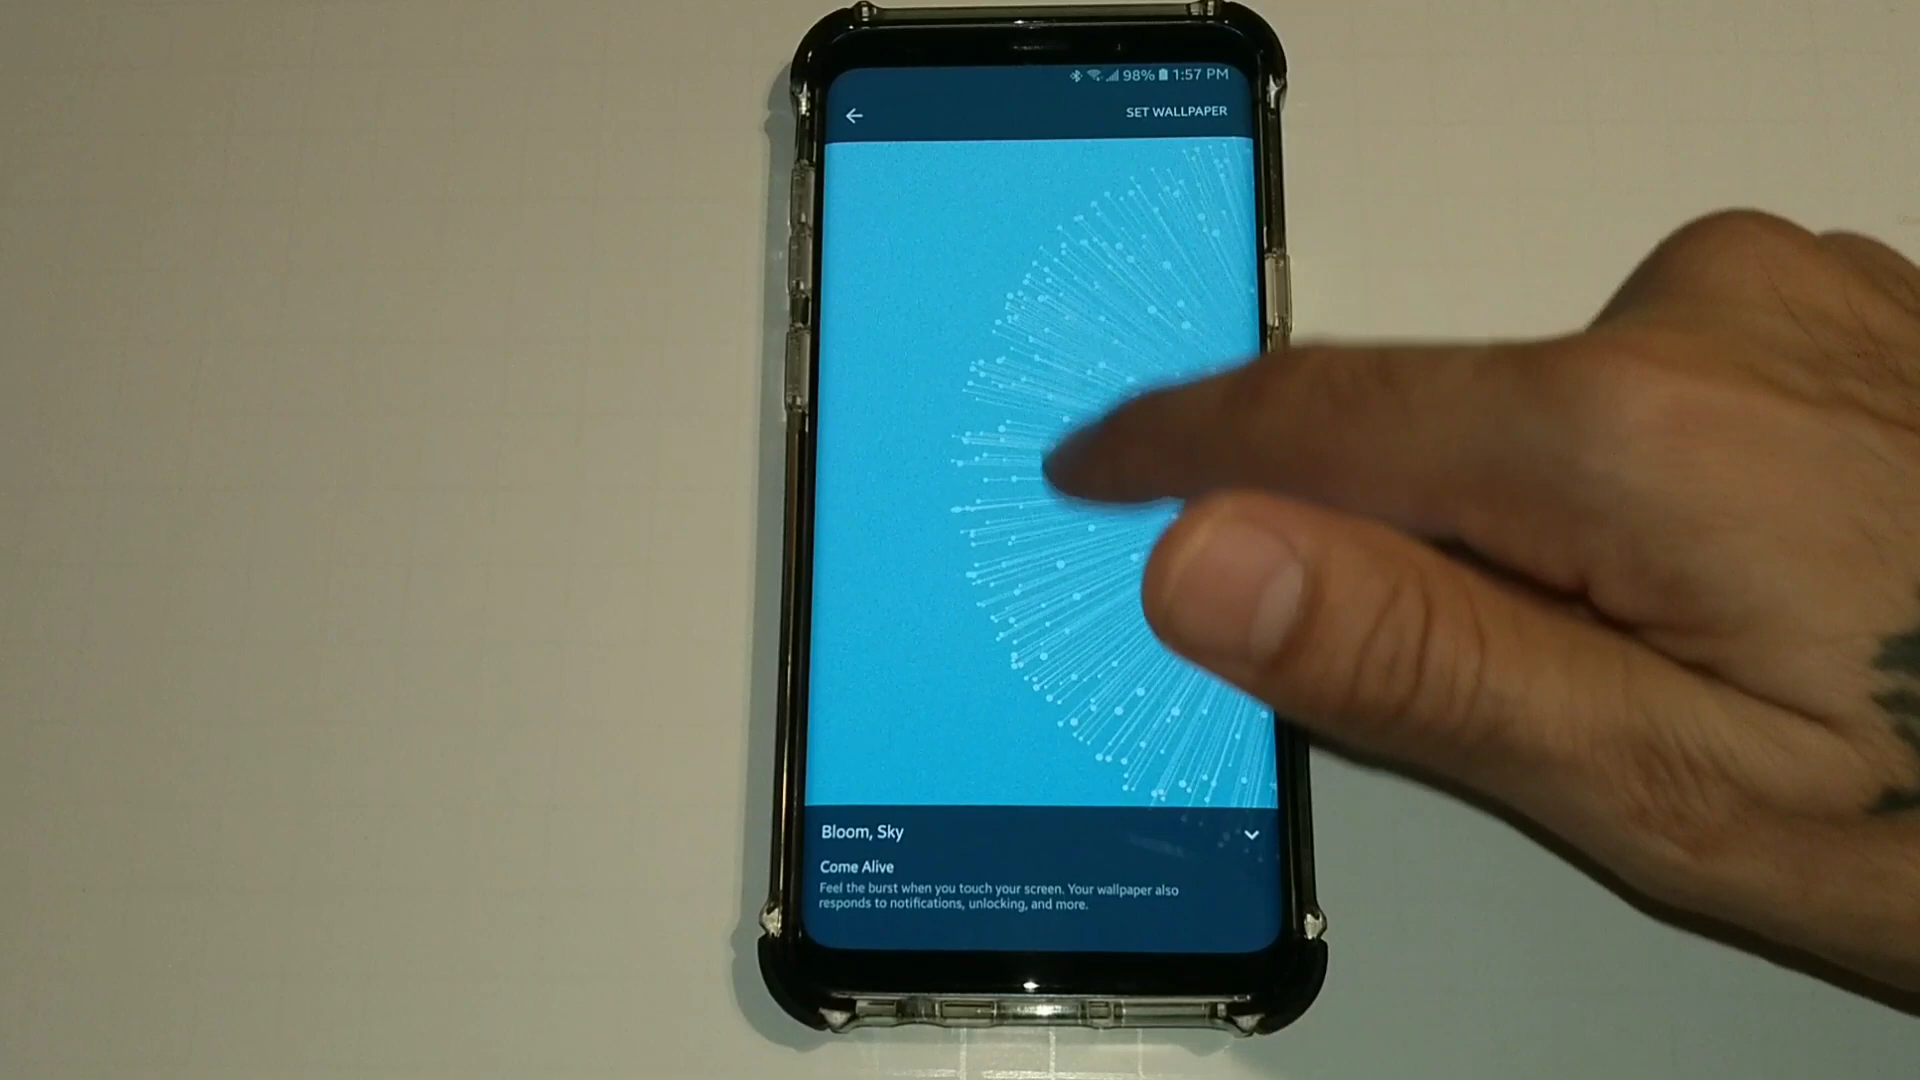 98% 1:57 PM
SET WALLPAPER
Bloom, Sky
Come Alive
Feel the burst when you touch your screen. Your wallpaper also
responds to notifications, unlocking, and more.